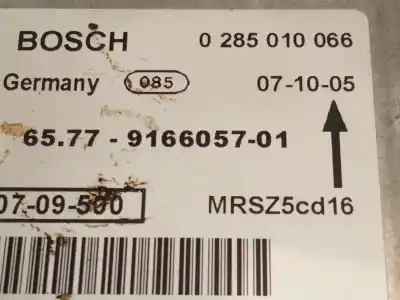 BOSCH 0 285 010 066
Germany 085 07-10-05
65.77 - 9166057-01
07-09-500 MRSZ5cd16